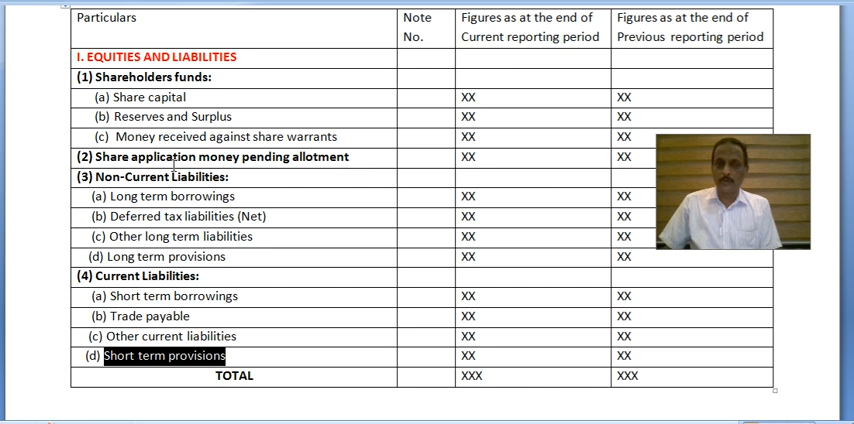 Particulars Note No. Figures as at the end of Current reporting period Figures as at the end of Previous reporting period
I. EQUITIES AND LIABILITIES
(1) Shareholders funds:
(a) Share capital XX XX
(b) Reserves and Surplus XX XX
(c) Money received against share warrants XX XX
(2) Share application money pending allotment XX XX
(3) Non-Current Liabilities:
(a) Long term borrowings XX XX
(b) Deferred tax liabilities (Net) XX XX
(c) Other long term liabilities XX XX
(d) Long term provisions XX XX
(4) Current Liabilities:
(a) Short term borrowings XX XX
(b) Trade payable XX XX
(c) Other current liabilities XX XX
(d) Short term provisions XX XX
TOTAL XXX XXX